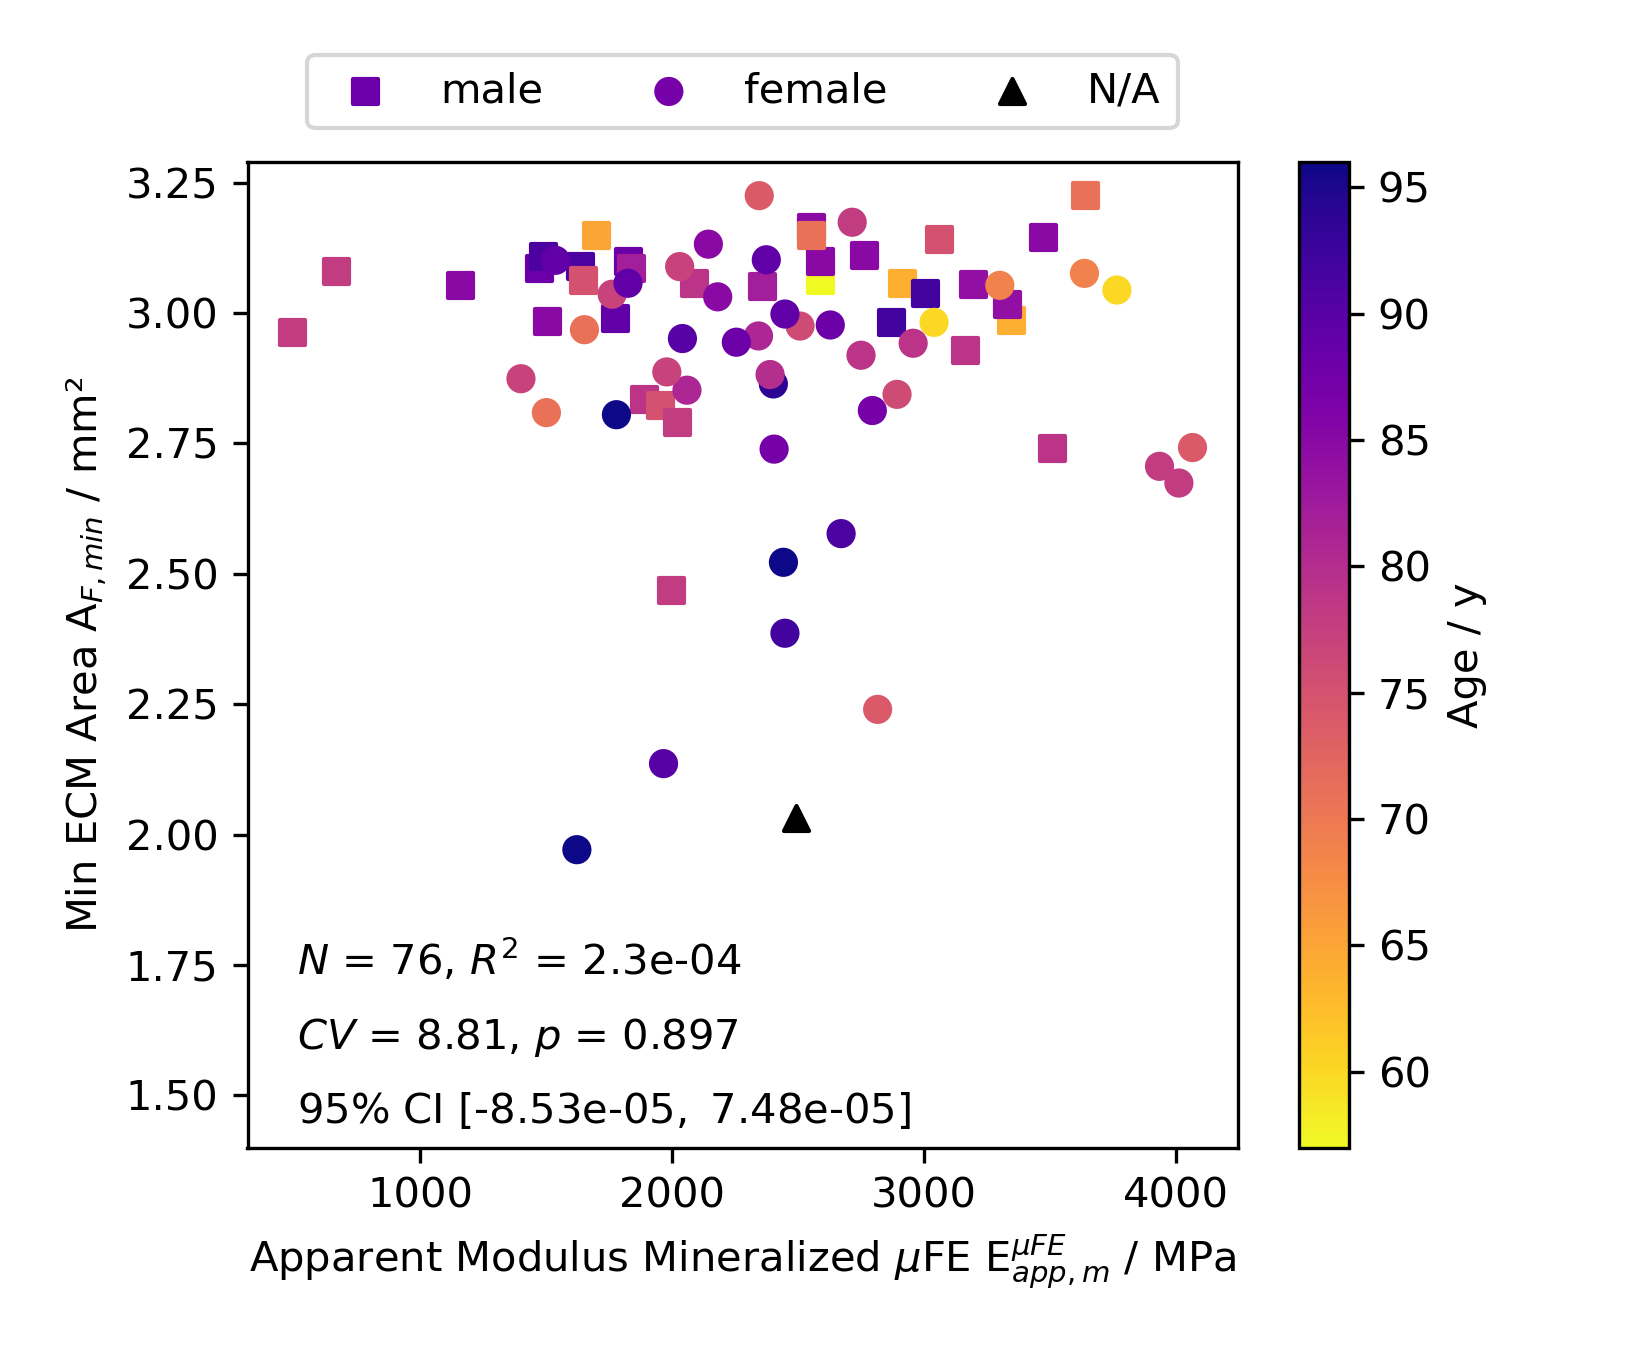 male female N/A
3.25
3.00
2.75
2.50
2.25
2.00
1.75
1.50
Min ECM Area A_{F,min} / mm²
N = 76, R² = 2.3e-04
CV = 8.81, p = 0.897
95% CI [-8.53e-05, 7.48e-05]
1000 2000 3000 4000
Apparent Modulus Mineralized μFE E^{μFE}_{app,m} / MPa
95
90
85
80
75
70
65
60
Age / y